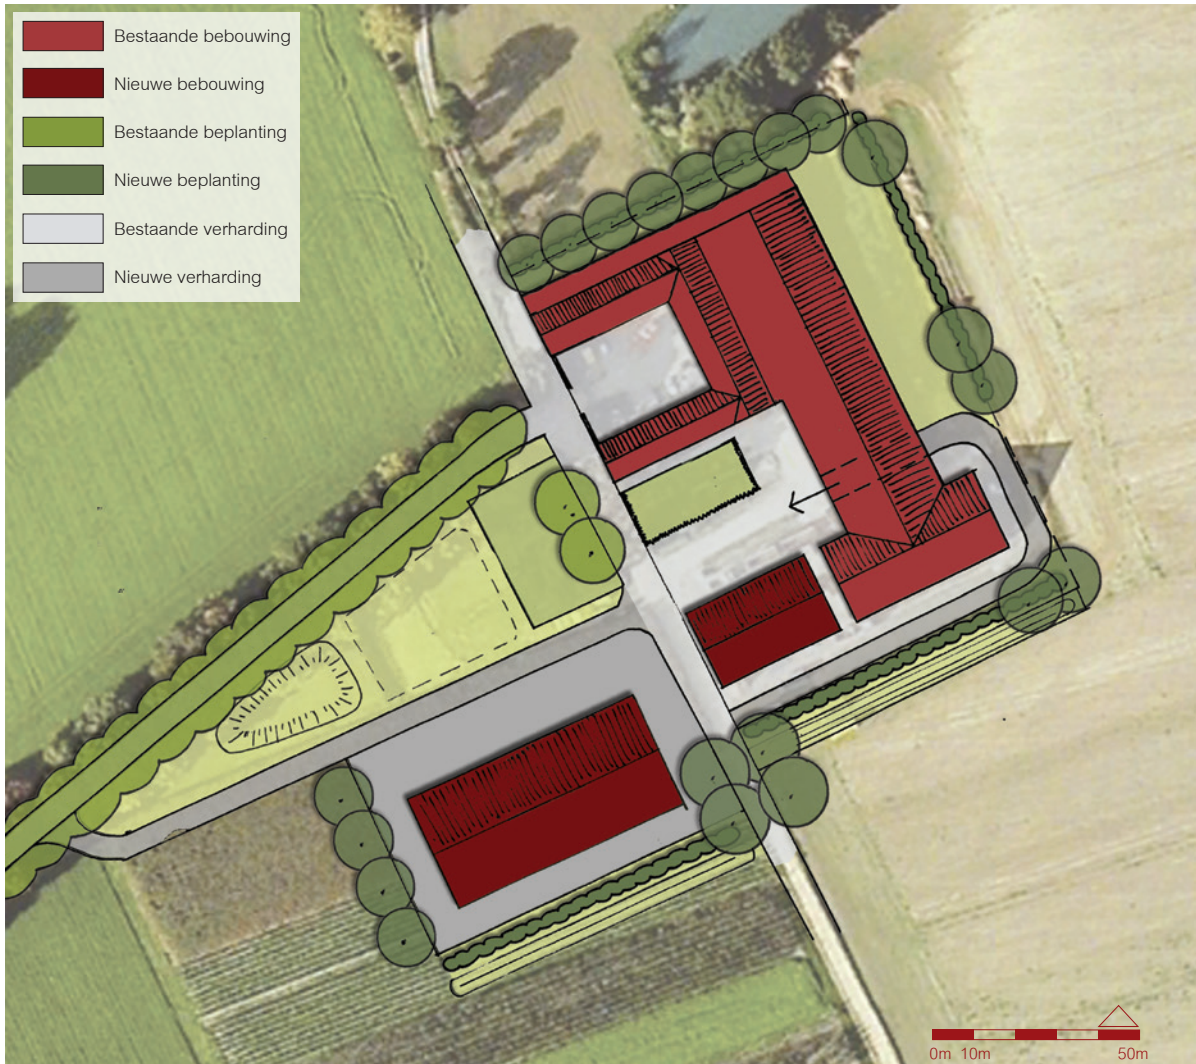 Bestaande bebouwing
Nieuwe bebouwing
Bestaande beplanting
Nieuwe beplanting
Bestaande verharding
Nieuwe verharding
0m 10m 50m